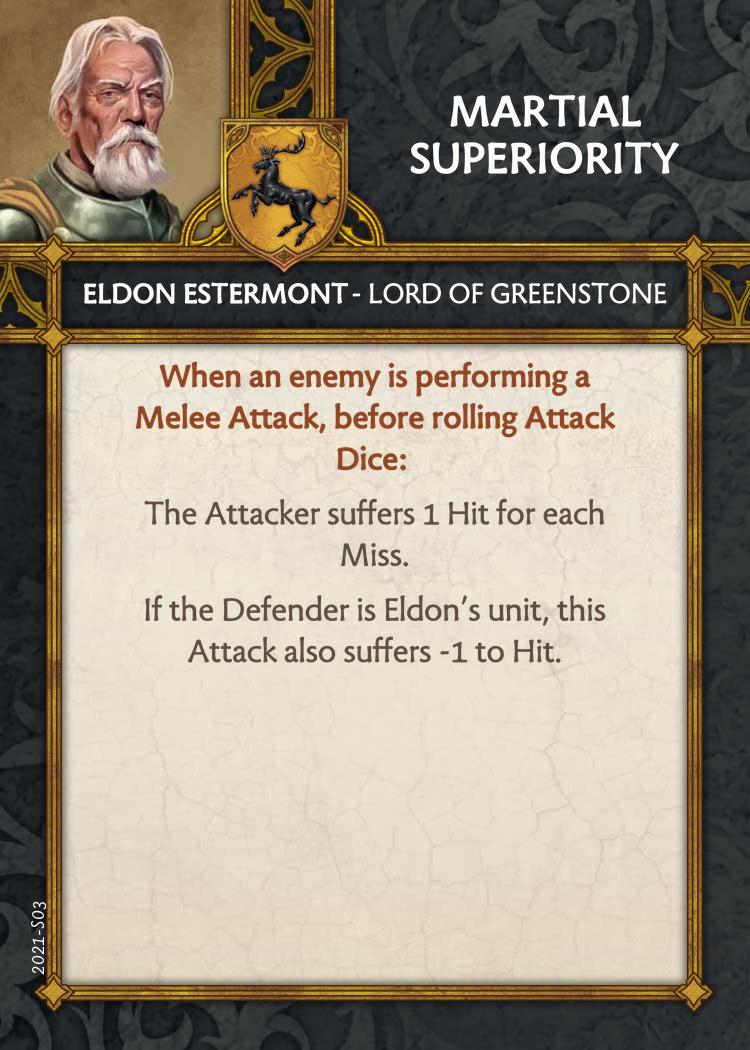 MARTIAL
SUPERIORITY
ELDON ESTERMONT - LORD OF GREENSTONE
When an enemy is performing a
Melee Attack, before rolling Attack
Dice:
The Attacker suffers 1 Hit for each
Miss.
If the Defender is Eldon's unit, this
Attack also suffers -1 to Hit.
2021-S03